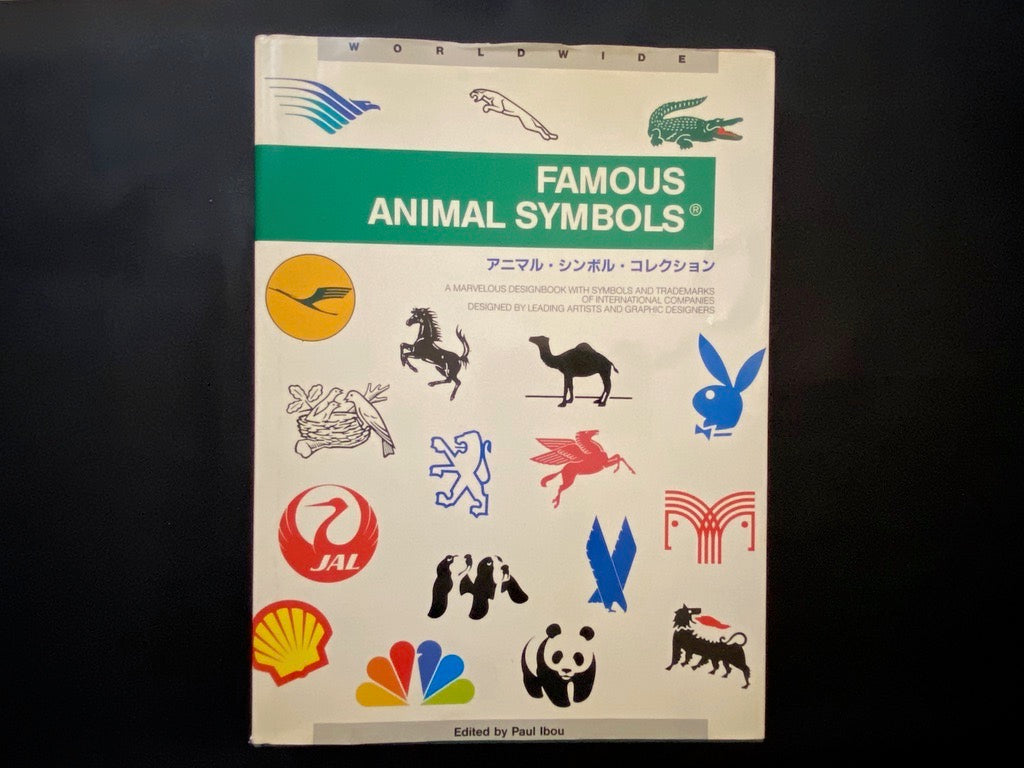 WORLDWIDE
FAMOUS
ANIMAL SYMBOLS®
アニマル・シンボル・コレクション
A MARVELOUS DESIGNBOOK WITH SYMBOLS AND TRADEMARKS
OF INTERNATIONAL COMPANIES
DESIGNED BY LEADING ARTISTS AND GRAPHIC DESIGNERS
JAL
Edited by Paul Ibou